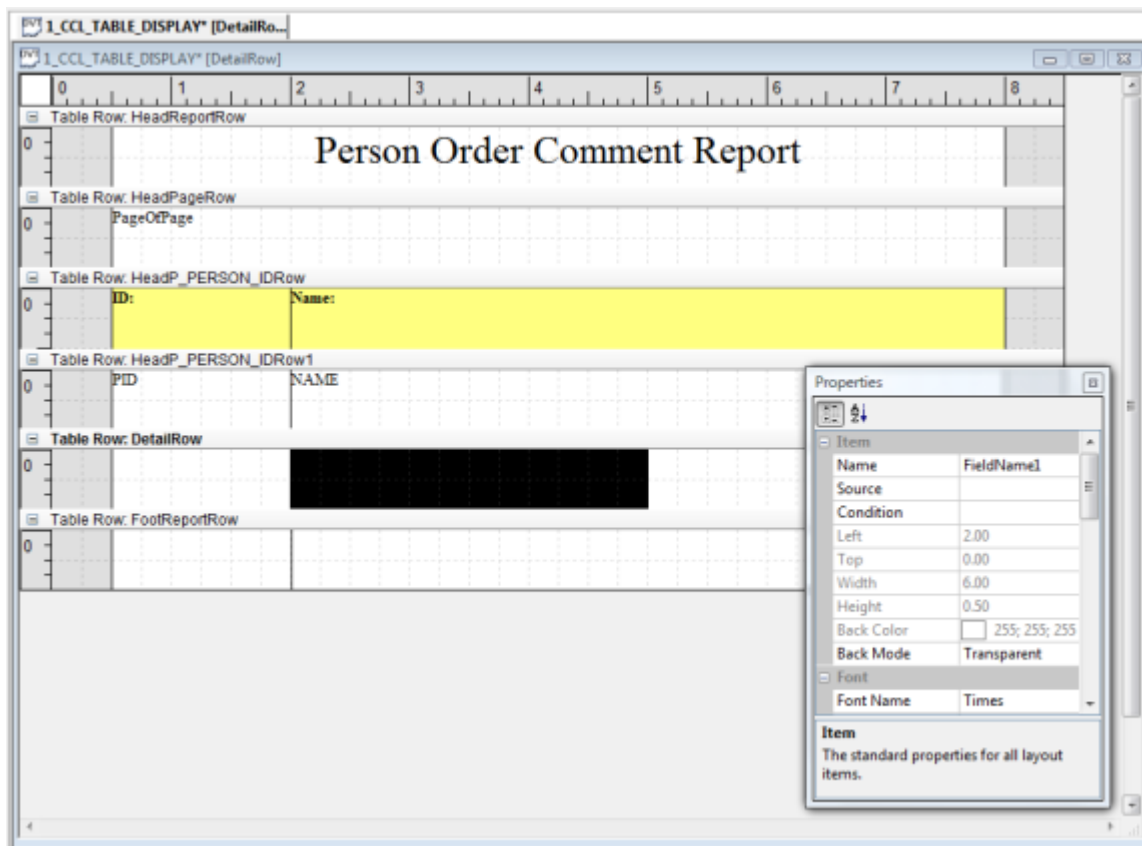 1_CCL_TABLE_DISPLAY* [DetailRo...
1_CCL_TABLE_DISPLAY* [DetailRow]
0 1 2 3 4 5 6 7 8
Table Row: HeadReportRow
0
Person Order Comment Report
Table Row: HeadPageRow
0
PageOfPage
Table Row: HeadP_PERSON_IDRow
0
ID: Name:
Table Row: HeadP_PERSON_IDRow1
0
PID NAME
Table Row: DetailRow
0
Table Row: FootReportRow
0
Properties
Item
Name FieldName1
Source
Condition
Left 2.00
Top 0.00
Width 6.00
Height 0.50
Back Color 255; 255; 255
Back Mode Transparent
Font
Font Name Times
Item
The standard properties for all layout
items.